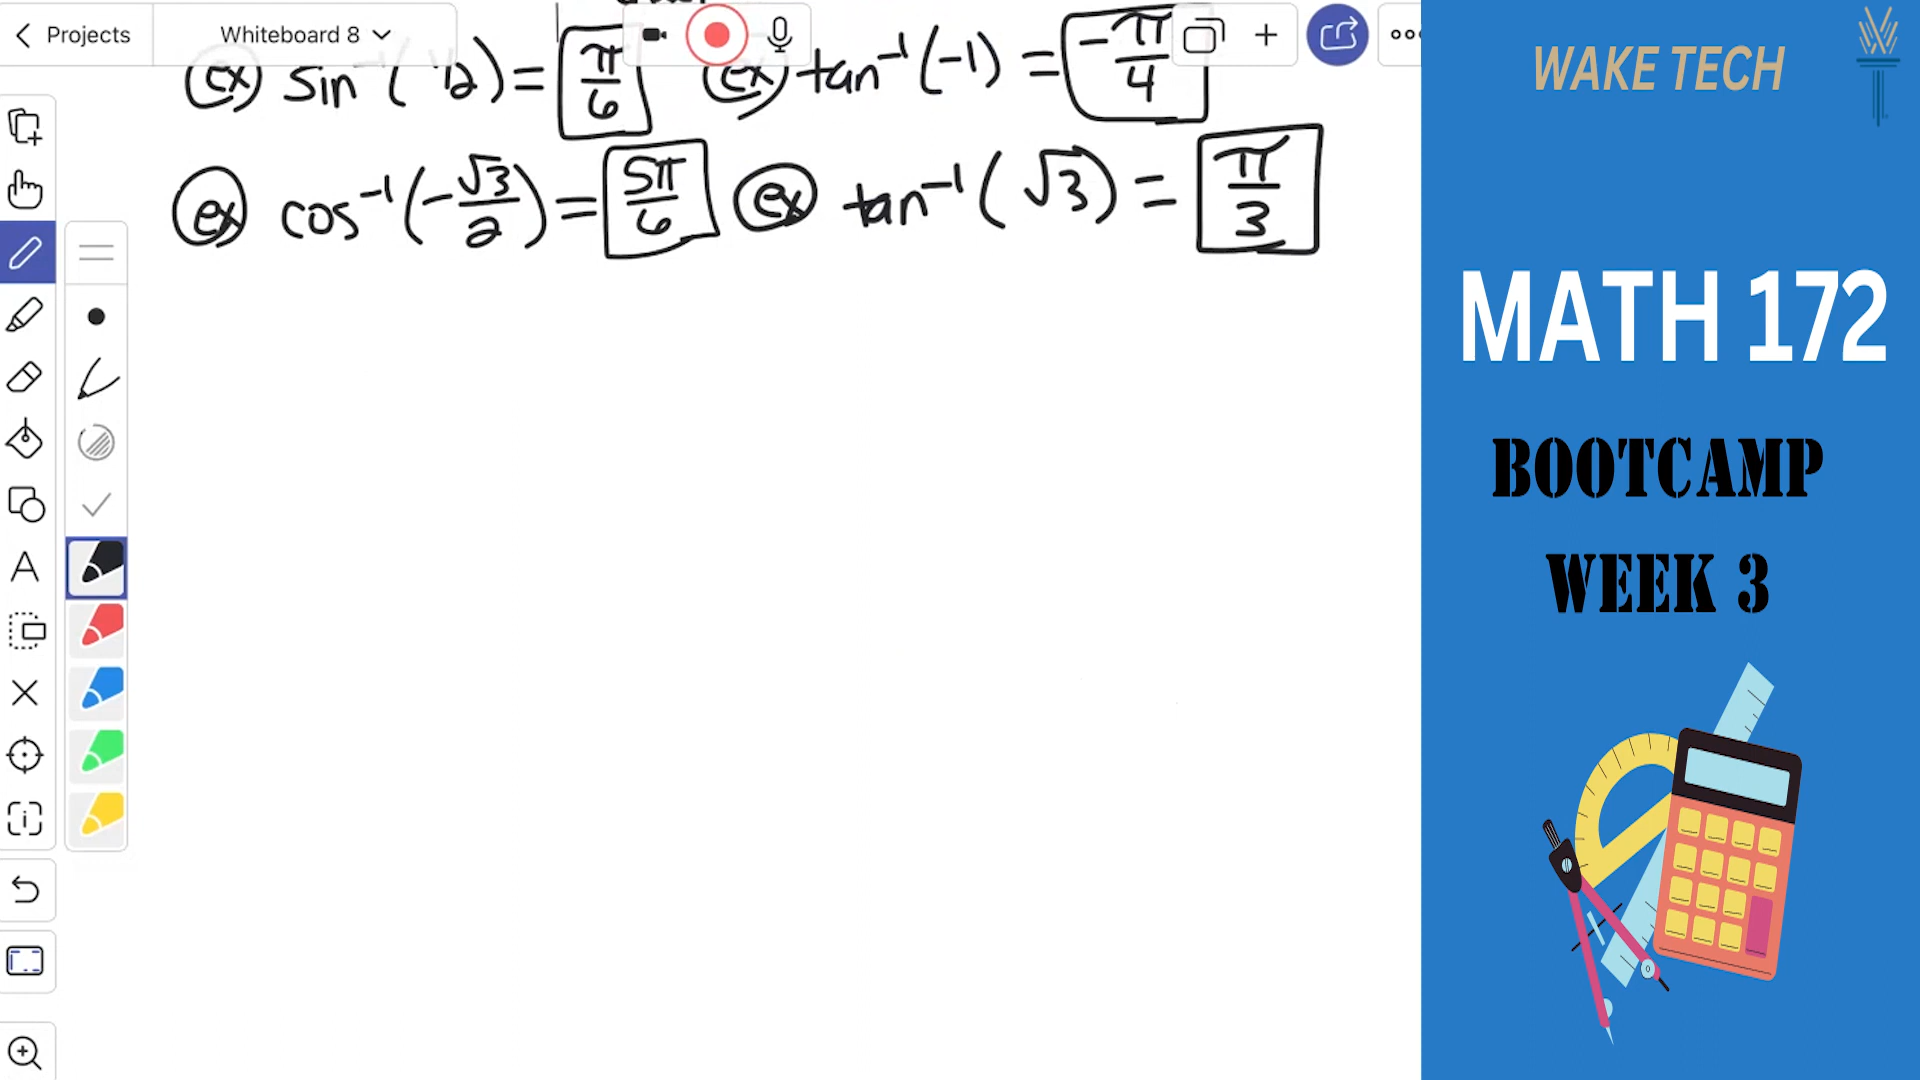 Projects
Whiteboard 8
ex sin⁻¹(1/2) = π/6 ex tan⁻¹(-1) = -π/4
ex cos⁻¹(-√3/2) = 5π/6 ex tan⁻¹(√3) = π/3
A
WAKE TECH
MATH 172
BOOTCAMP
WEEK 3